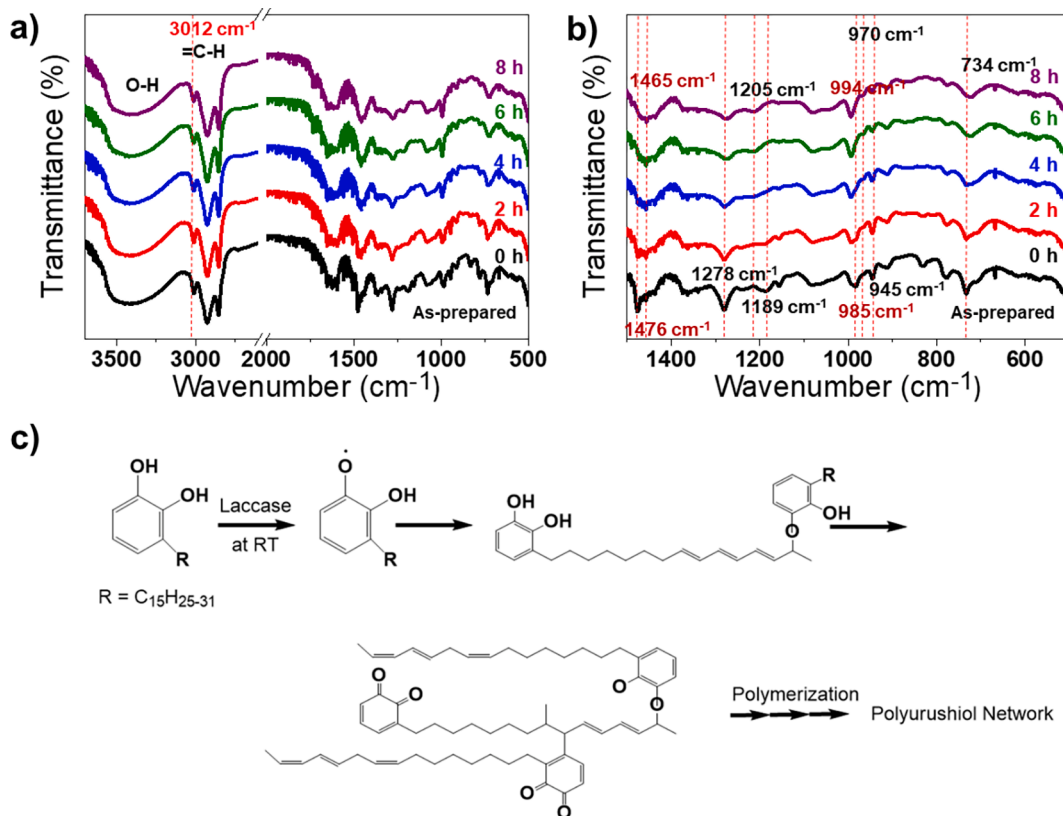 a)
3012 cm-1
=C-H
O-H
8 h
6 h
4 h
2 h
0 h
As-prepared
Transmittance (%)
3500 3000 2500 2000 1500 1000 500
Wavenumber (cm-1)
b)
970 cm-1
1465 cm-1
1205 cm-1
994 cm-1
734 cm-1
8 h
6 h
4 h
2 h
0 h
1278 cm-1
945 cm-1
1189 cm-1
985 cm-1
As-prepared
1476 cm-1
Transmittance (%)
1400 1200 1000 800 600
Wavenumber (cm-1)
c)
OH
OH
R
R = C15H25-31
Laccase
at RT
O
OH
R
OH
OH
R
OH
O
O
O
O
O
O
O
Polymerization
Polyurushiol Network